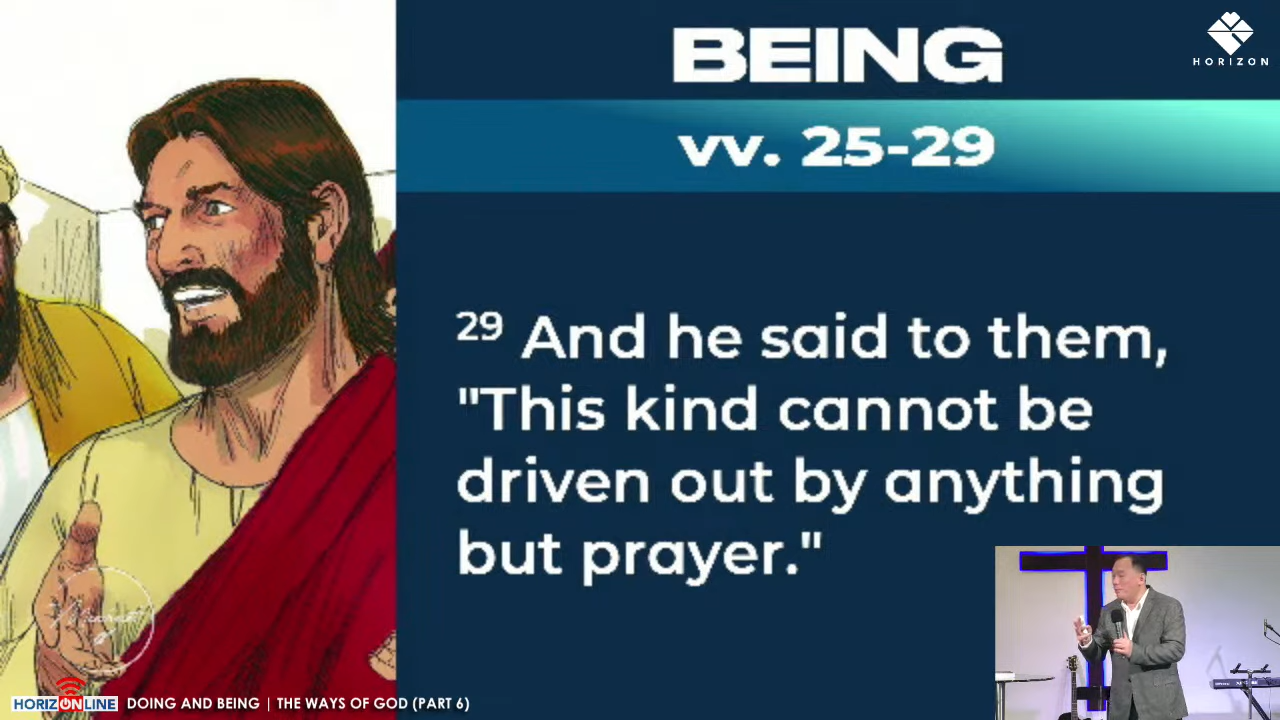 BEING
HORIZON
vv. 25-29
29 And he said to them,
"This kind cannot be
driven out by anything
but prayer."
HORIZONLINE DOING AND BEING | THE WAYS OF GOD (PART 6)